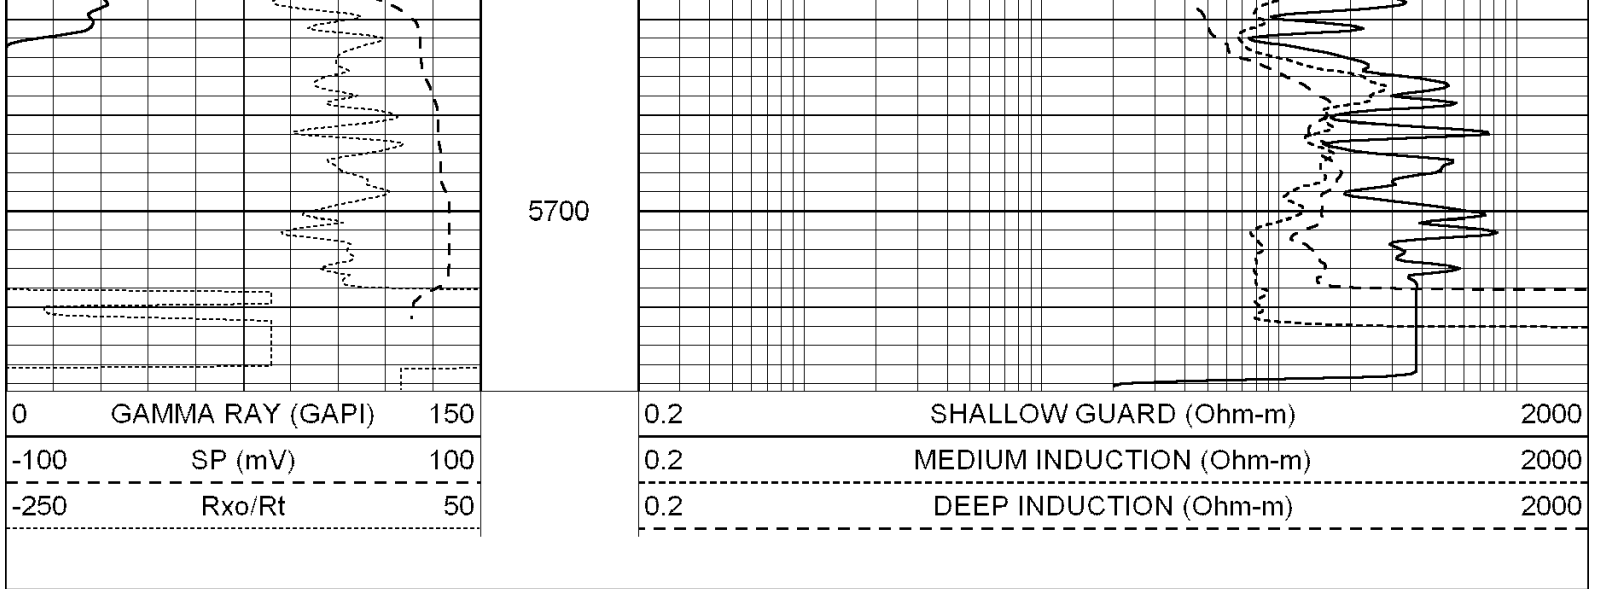 5700
0 GAMMA RAY (GAPI) 150
0.2 SHALLOW GUARD (Ohm-m) 2000
-100 SP (mV) 100
0.2 MEDIUM INDUCTION (Ohm-m) 2000
-250 Rxo/Rt 50
0.2 DEEP INDUCTION (Ohm-m) 2000